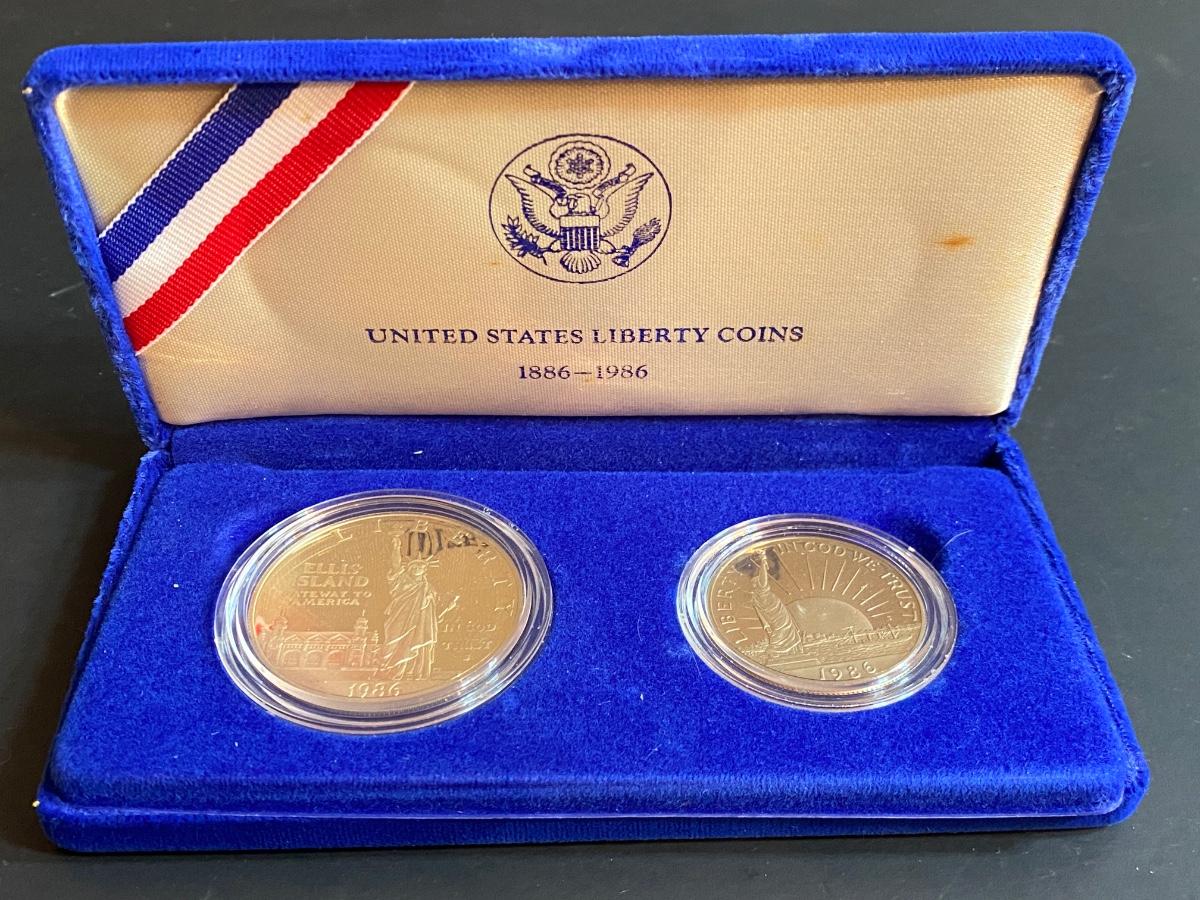 UNITED STATES LIBERTY COINS
1886–1986
ELLIS
ISLAND
GATEWAY TO
AMERICA
IN GOD
TRUST
1986
LIBERTY
IN GOD WE TRUST
1986